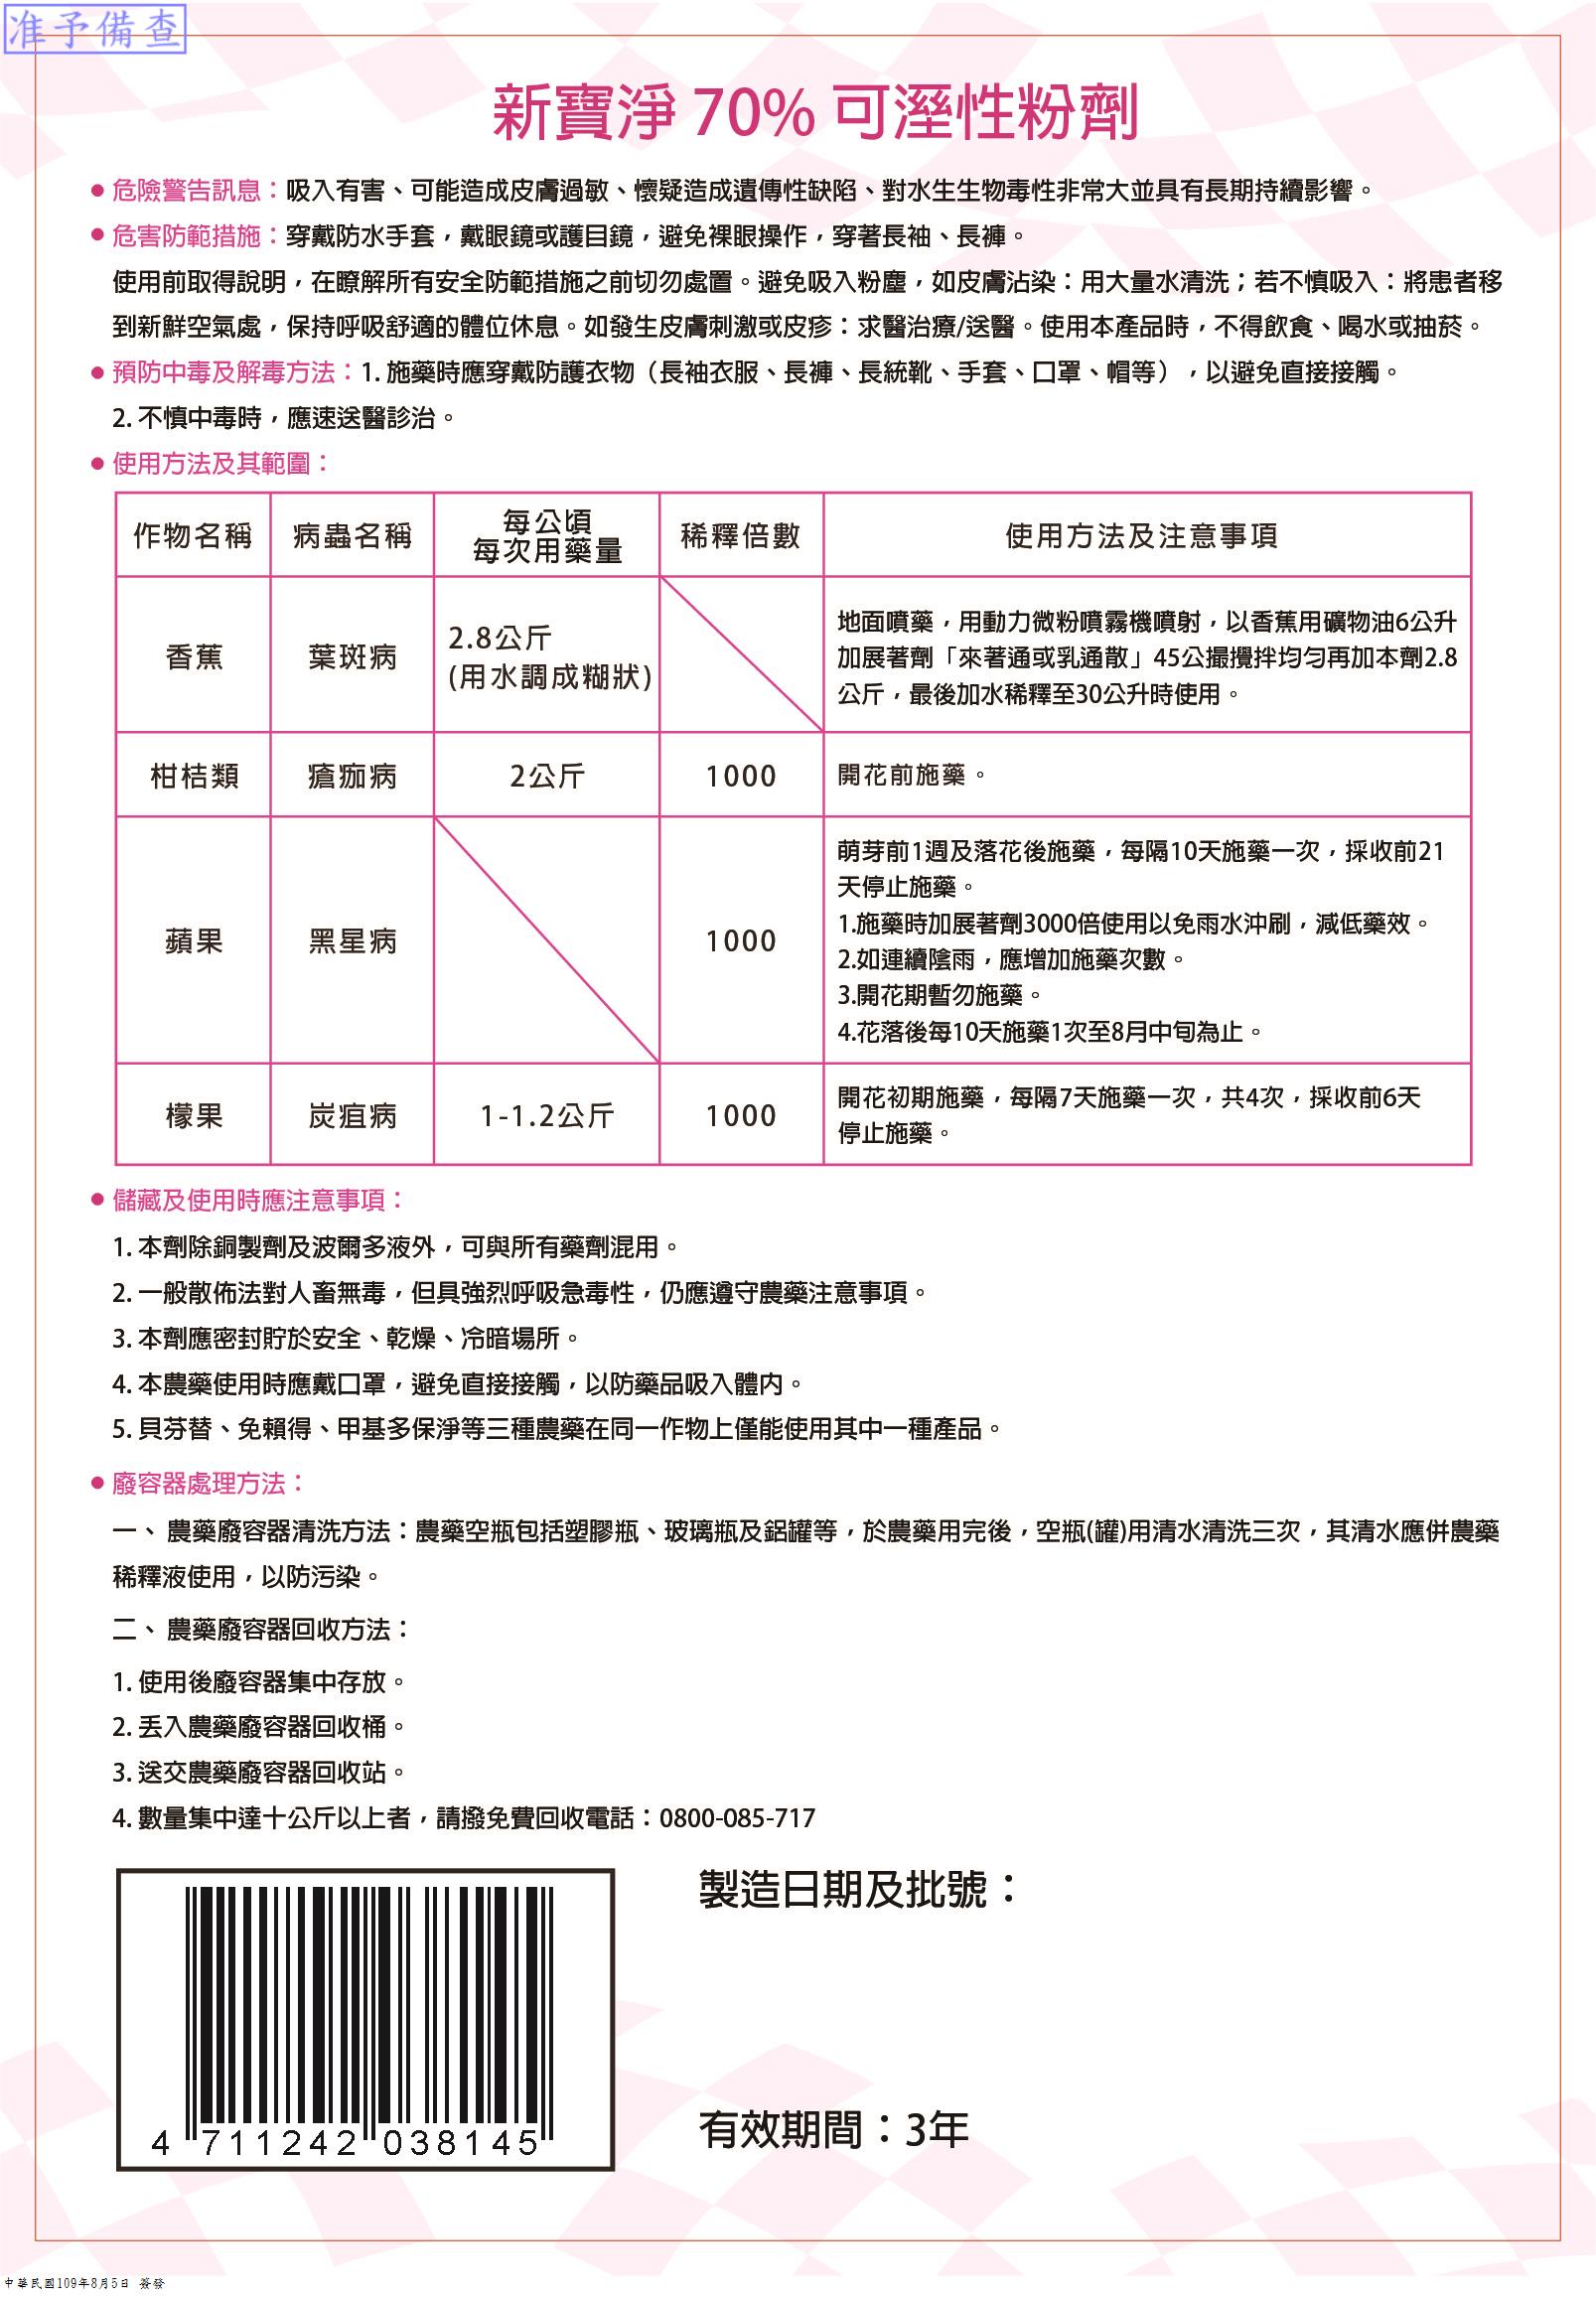 准予備查
新寶淨 70% 可溼性粉劑
● 危險警告訊息：吸入有害、可能造成皮膚過敏、懷疑造成遺傳性缺陷、對水生生物毒性非常大並具有長期持續影響。
● 危害防範措施：穿戴防水手套，戴眼鏡或護目鏡，避免裸眼操作，穿著長袖、長褲。
使用前取得說明，在瞭解所有安全防範措施之前切勿處置。避免吸入粉塵，如皮膚沾染：用大量水清洗；若不慎吸入：將患者移
到新鮮空氣處，保持呼吸舒適的體位休息。如發生皮膚刺激或皮疹：求醫治療/送醫。使用本產品時，不得飲食、喝水或抽菸。
● 預防中毒及解毒方法：1. 施藥時應穿戴防護衣物（長袖衣服、長褲、長統靴、手套、口罩、帽等），以避免直接接觸。
2. 不慎中毒時，應速送醫診治。
● 使用方法及其範圍：
作物名稱 病蟲名稱 每公頃 稀釋倍數 使用方法及注意事項
每次用藥量
香蕉 葉斑病 2.8公斤
(用水調成糊狀)
地面噴藥，用動力微粉噴霧機噴射，以香蕉用礦物油6公升
加展著劑「來著通或乳通散」45公撮攪拌均勻再加本劑2.8
公斤，最後加水稀釋至30公升時使用。
柑桔類 瘡痂病 2公斤 1000 開花前施藥。
蘋果 黑星病 1000
萌芽前1週及落花後施藥，每隔10天施藥一次，採收前21
天停止施藥。
1.施藥時加展著劑3000倍使用以免雨水沖刷，減低藥效。
2.如連續陰雨，應增加施藥次數。
3.開花期暫勿施藥。
4.花落後每10天施藥1次至8月中旬為止。
檬果 炭疽病 1-1.2公斤 1000
開花初期施藥，每隔7天施藥一次，共4次，採收前6天
停止施藥。
● 儲藏及使用時應注意事項：
1. 本劑除銅製劑及波爾多液外，可與所有藥劑混用。
2. 一般散佈法對人畜無毒，但具強烈呼吸急毒性，仍應遵守農藥注意事項。
3. 本劑應密封貯於安全、乾燥、冷暗場所。
4. 本農藥使用時應戴口罩，避免直接接觸，以防藥品吸入體內。
5. 貝芬替、免賴得、甲基多保淨等三種農藥在同一作物上僅能使用其中一種產品。
● 廢容器處理方法：
一、 農藥廢容器清洗方法：農藥空瓶包括塑膠瓶、玻璃瓶及鋁罐等，於農藥用完後，空瓶(罐)用清水清洗三次，其清水應併農藥
稀釋液使用，以防污染。
二、 農藥廢容器回收方法：
1. 使用後廢容器集中存放。
2. 丟入農藥廢容器回收桶。
3. 送交農藥廢容器回收站。
4. 數量集中達十公斤以上者，請撥免費回收電話：0800-085-717
製造日期及批號：
4 711242 038145
有效期間：3年
中華民國109年8月5日 簽發